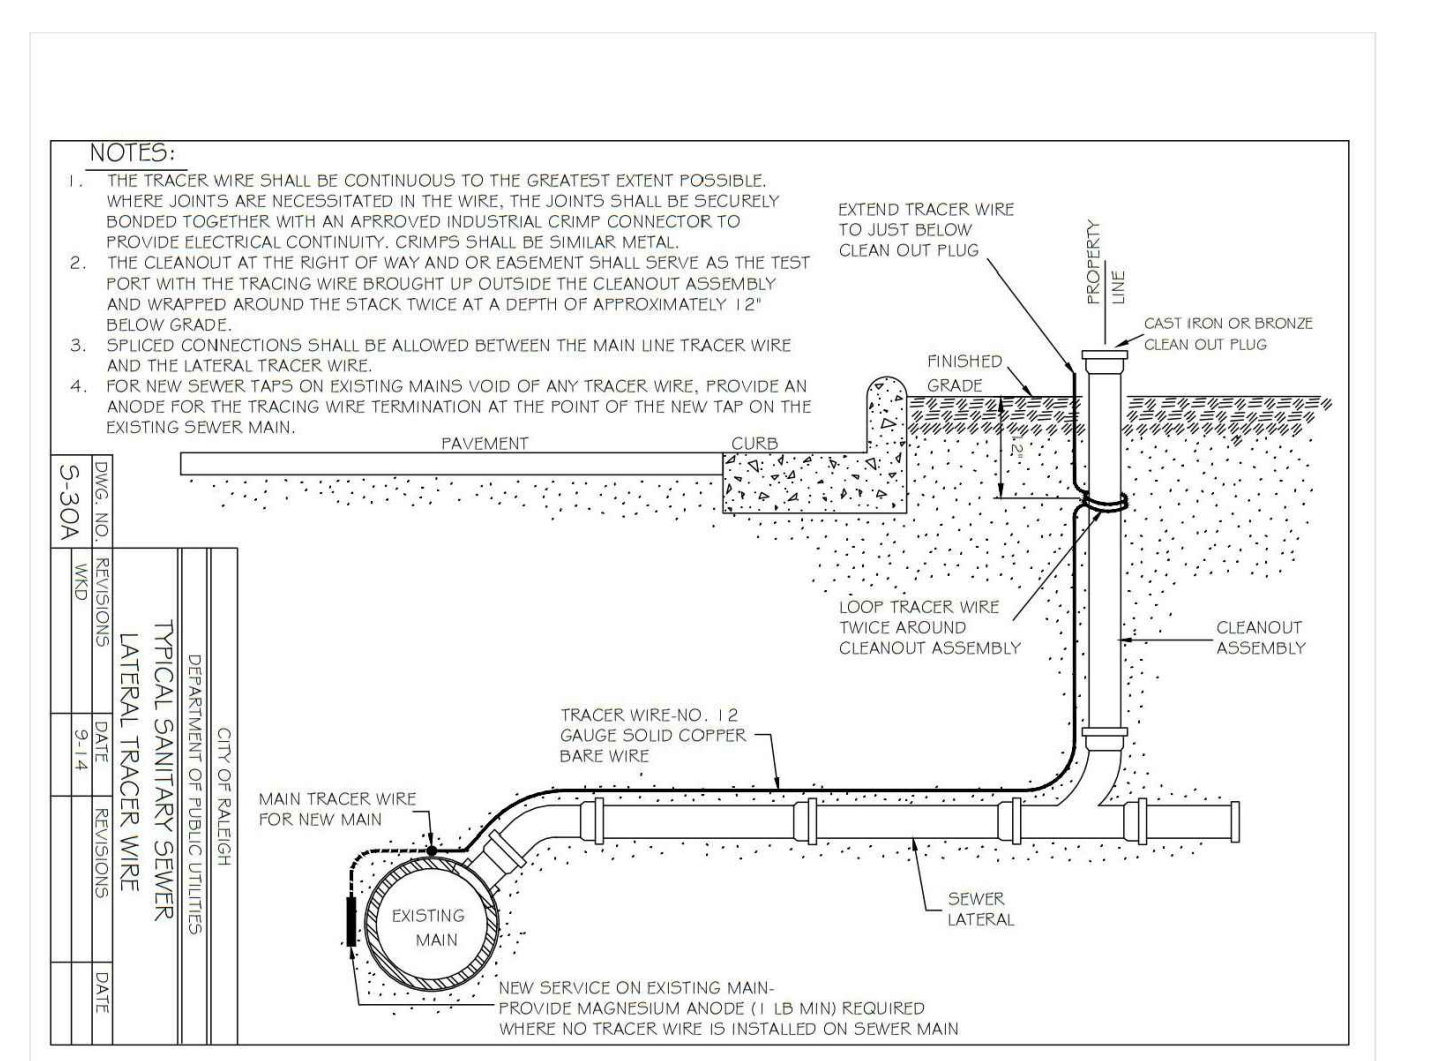 NOTES:
1. THE TRACER WIRE SHALL BE CONTINUOUS TO THE GREATEST EXTENT POSSIBLE.
WHERE JOINTS ARE NECESSITATED IN THE WIRE, THE JOINTS SHALL BE SECURELY
BONDED TOGETHER WITH AN APRROVED INDUSTRIAL CRIMP CONNECTOR TO
PROVIDE ELECTRICAL CONTINUITY. CRIMPS SHALL BE SIMILAR METAL.
2. THE CLEANOUT AT THE RIGHT OF WAY AND OR EASEMENT SHALL SERVE AS THE TEST
PORT WITH THE TRACING WIRE BROUGHT UP OUTSIDE THE CLEANOUT ASSEMBLY
AND WRAPPED AROUND THE STACK TWICE AT A DEPTH OF APPROXIMATELY 12"
BELOW GRADE.
3. SPLICED CONNECTIONS SHALL BE ALLOWED BETWEEN THE MAIN LINE TRACER WIRE
AND THE LATERAL TRACER WIRE.
4. FOR NEW SEWER TAPS ON EXISTING MAINS VOID OF ANY TRACER WIRE, PROVIDE AN
ANODE FOR THE TRACING WIRE TERMINATION AT THE POINT OF THE NEW TAP ON THE
EXISTING SEWER MAIN.
EXTEND TRACER WIRE
TO JUST BELOW
CLEAN OUT PLUG
PROPERTY
LINE
CAST IRON OR BRONZE
CLEAN OUT PLUG
FINISHED
GRADE
12"
PAVEMENT
CURB
LOOP TRACER WIRE
TWICE AROUND
CLEANOUT ASSEMBLY
CLEANOUT
ASSEMBLY
TRACER WIRE-NO. 12
GAUGE SOLID COPPER
BARE WIRE
MAIN TRACER WIRE
FOR NEW MAIN
EXISTING
MAIN
SEWER
LATERAL
NEW SERVICE ON EXISTING MAIN-
PROVIDE MAGNESIUM ANODE (1 LB MIN) REQUIRED
WHERE NO TRACER WIRE IS INSTALLED ON SEWER MAIN
CITY OF RALEIGH
DEPARTMENT OF PUBLIC UTILITIES
TYPICAL SANITARY SEWER
LATERAL TRACER WIRE
DWG. NO. REVISIONS DATE REVISIONS DATE
S-30A WKD 9-14